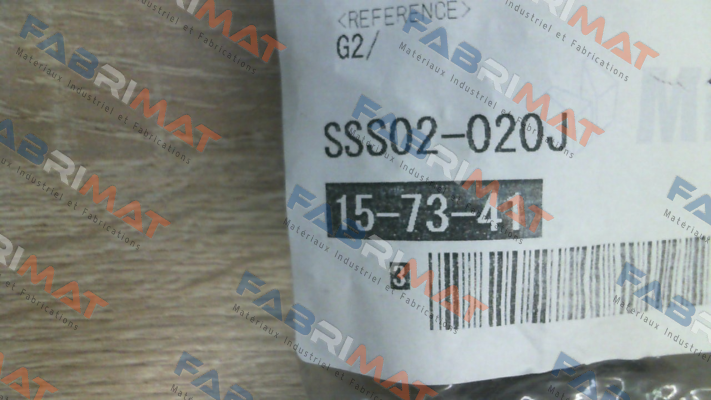 <REFERENCE>
G2/
SSS02-020J
15-73-41
3
FABRIMAT
Materiaux Industriel et Fabrications